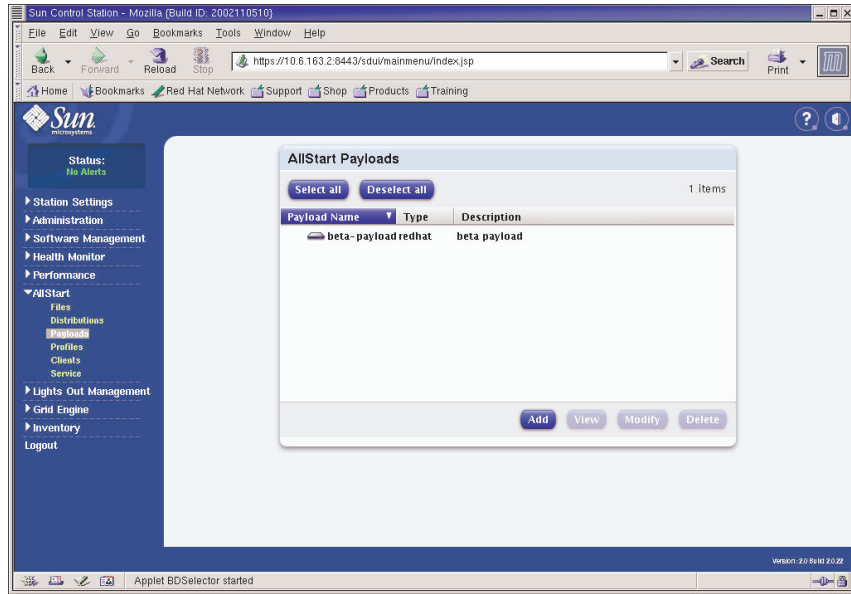 Sun Control Station - Mozilla {Build ID: 2002110510}
File Edit View Go Bookmarks Tools Window Help
Back Forward Reload Stop https://10.6.163.2:8443/sdui/mainmenu/index.jsp Search Print
Home Bookmarks Red Hat Network Support Shop Products Training
Sun
microsystems
?
Status:
No Alerts
Station Settings
Administration
Software Management
Health Monitor
Performance
AllStart
Files
Distributions
Payloads
Profiles
Clients
Service
Lights Out Management
Grid Engine
Inventory
Logout
AllStart Payloads
Select all Deselect all 1 items
Payload Name Type Description
beta-payload redhat beta payload
Add View Modify Delete
Version: 2.0 Build 20.22
Applet BDSelector started